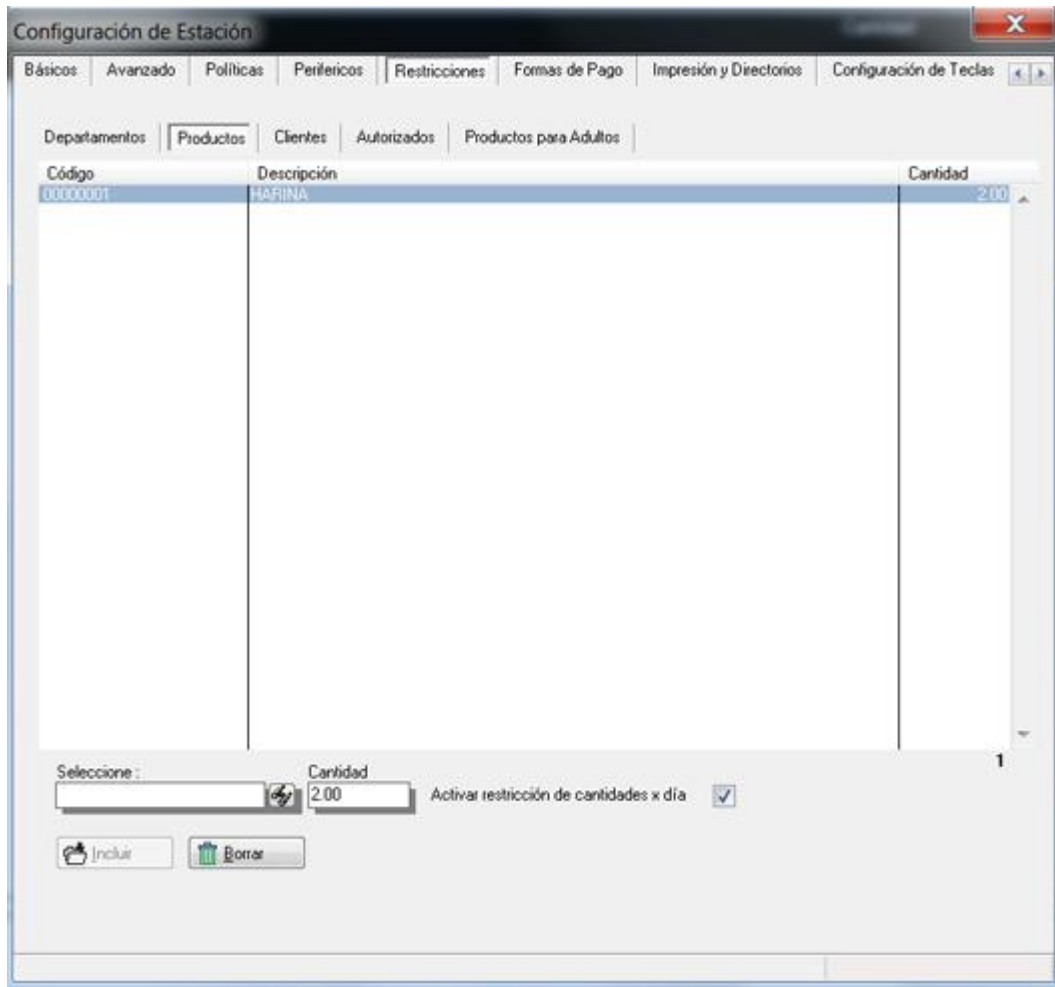 Configuración de Estación
Básicos Avanzado Políticas Perifericos Restricciones Formas de Pago Impresión y Directorios Configuración de Teclas
Departamentos Productos Clientes Autorizados Productos para Adultos
Código Descripción Cantidad
00000001 HARINA 2.00
1
Seleccione : Cantidad
2.00 Activar restricción de cantidades x día
Incluir Borrar